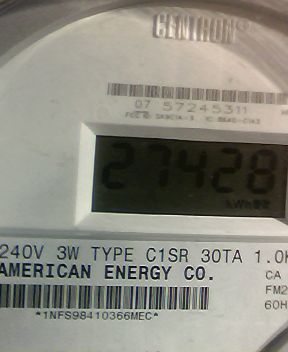 CENTRON®
07 57245311
27428
kWh
240V 3W TYPE C1SR 30TA 1.0K
AMERICAN ENERGY CO.
CA
FM2
60H
*1NFS98410366MEC*